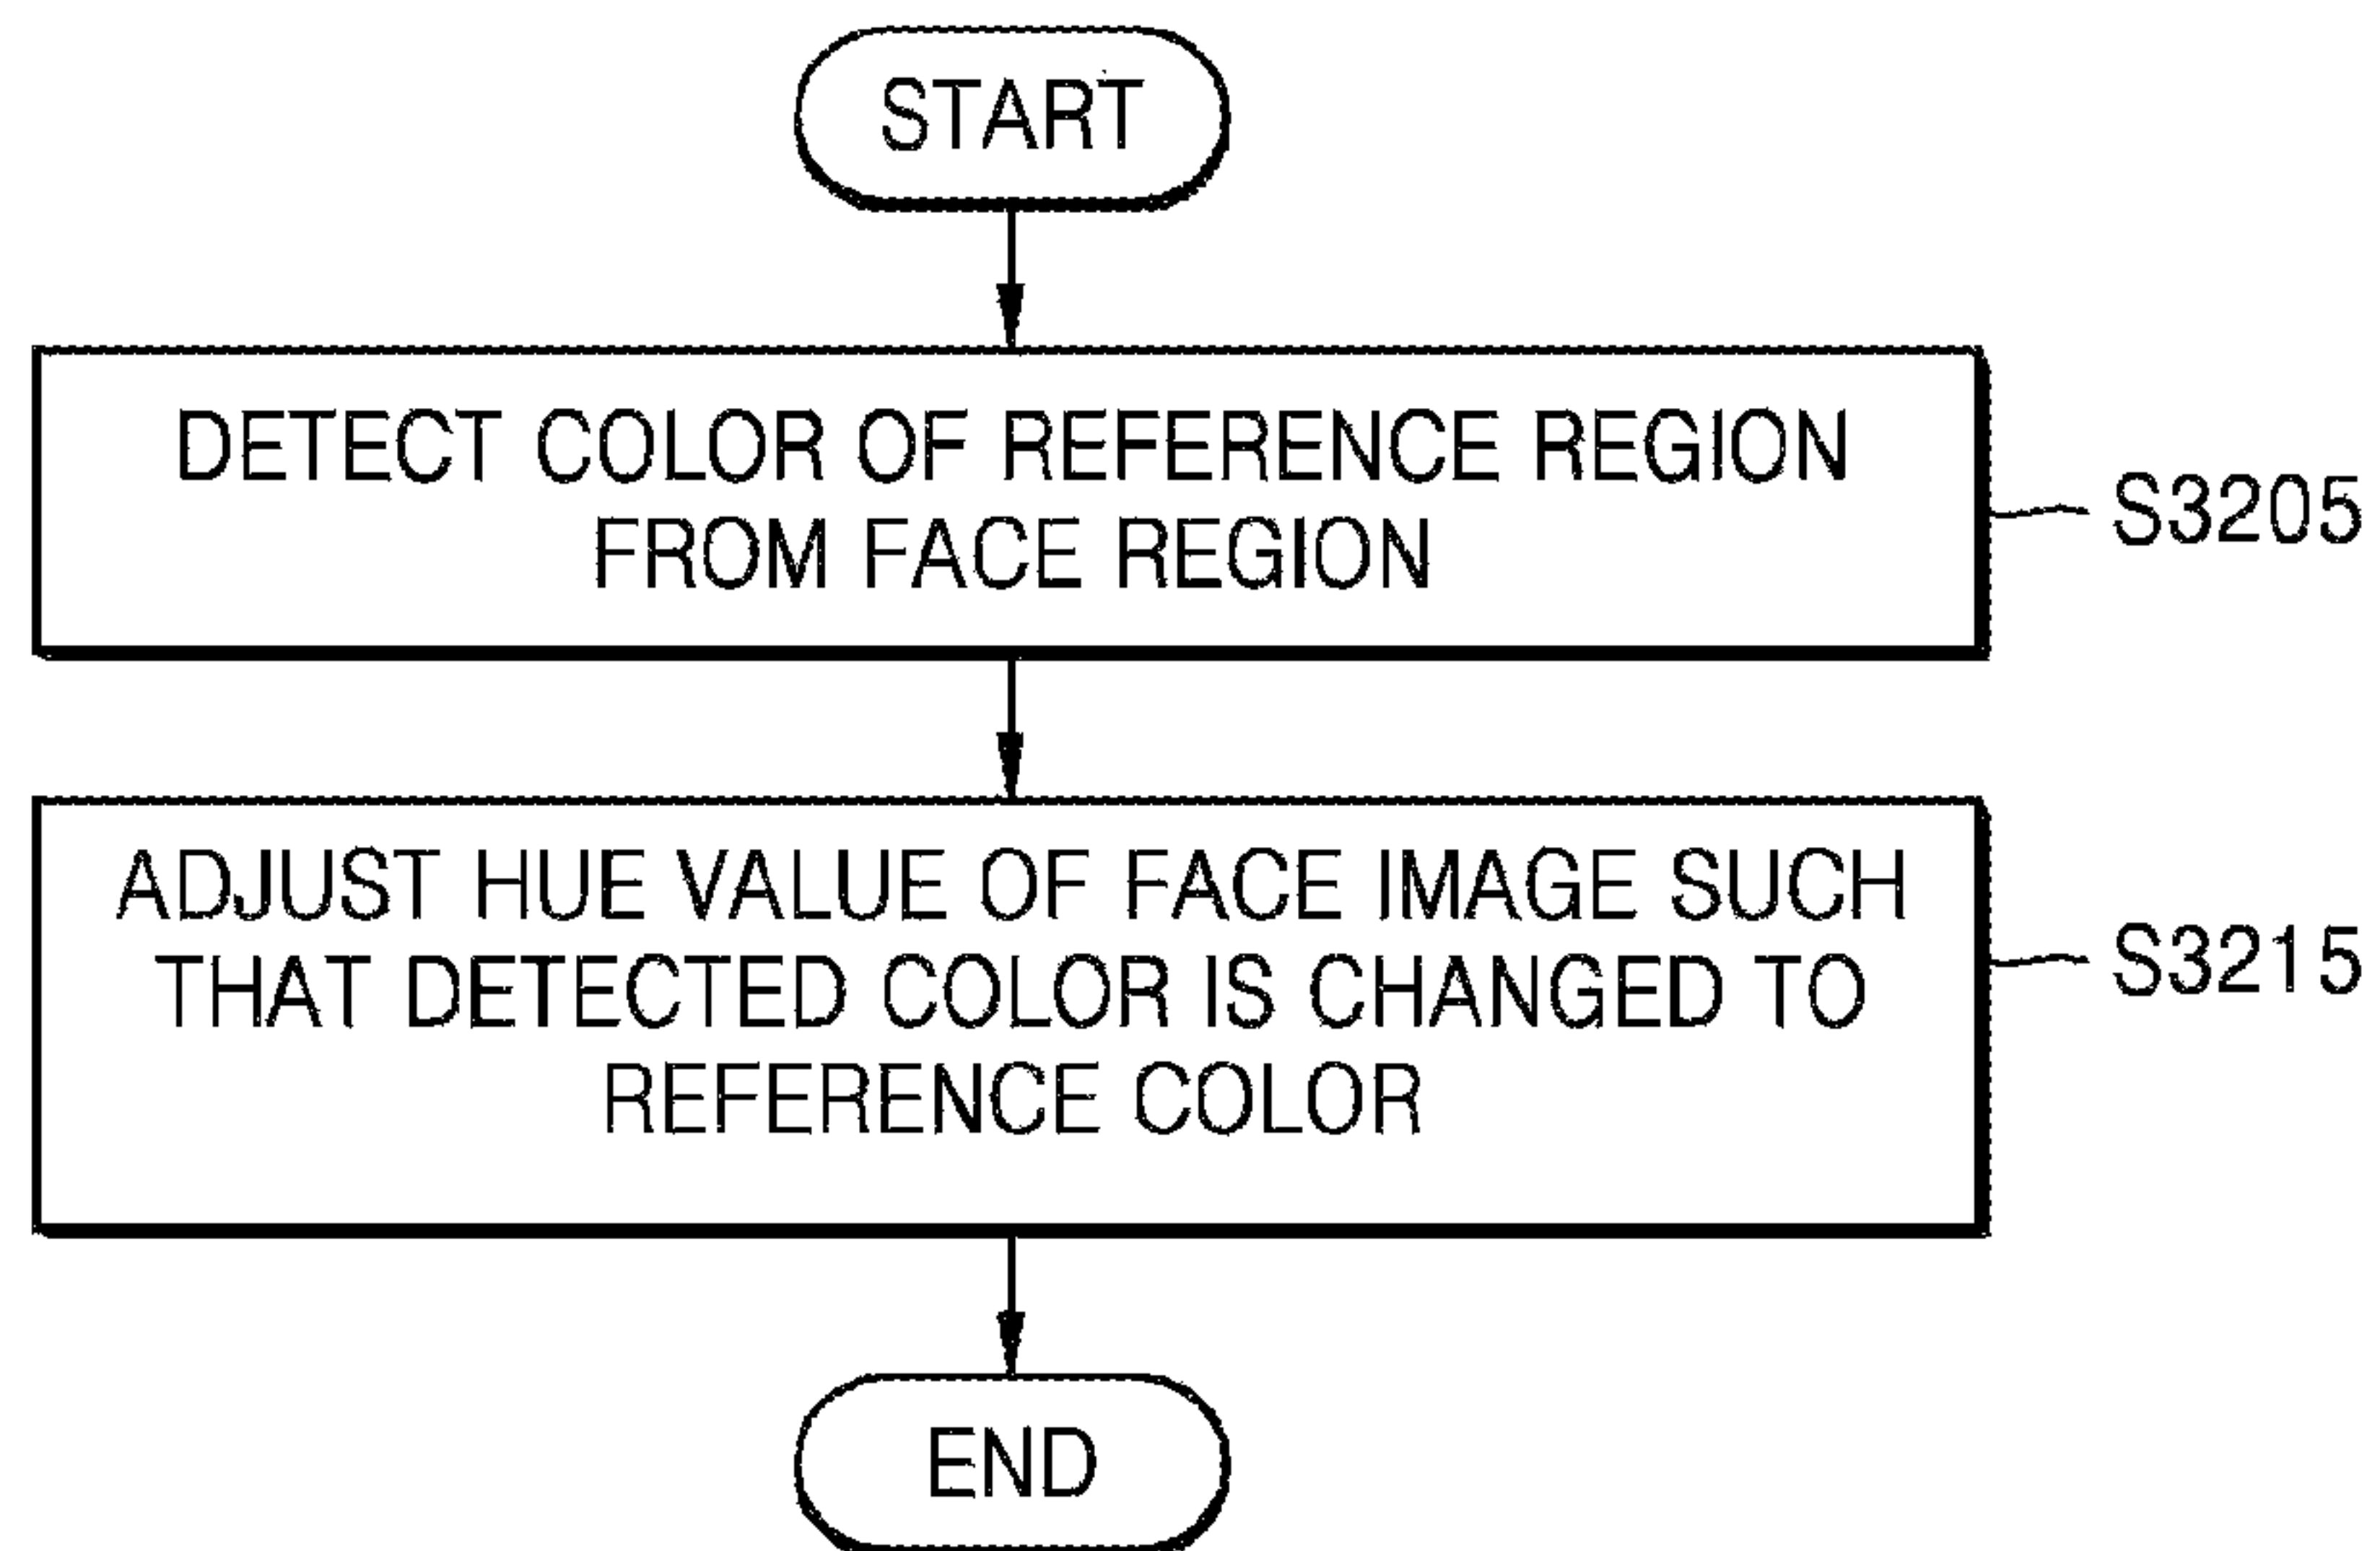 START
DETECT COLOR OF REFERENCE REGION
FROM FACE REGION
S3205
ADJUST HUE VALUE OF FACE IMAGE SUCH
THAT DETECTED COLOR IS CHANGED TO
REFERENCE COLOR
S3215
END